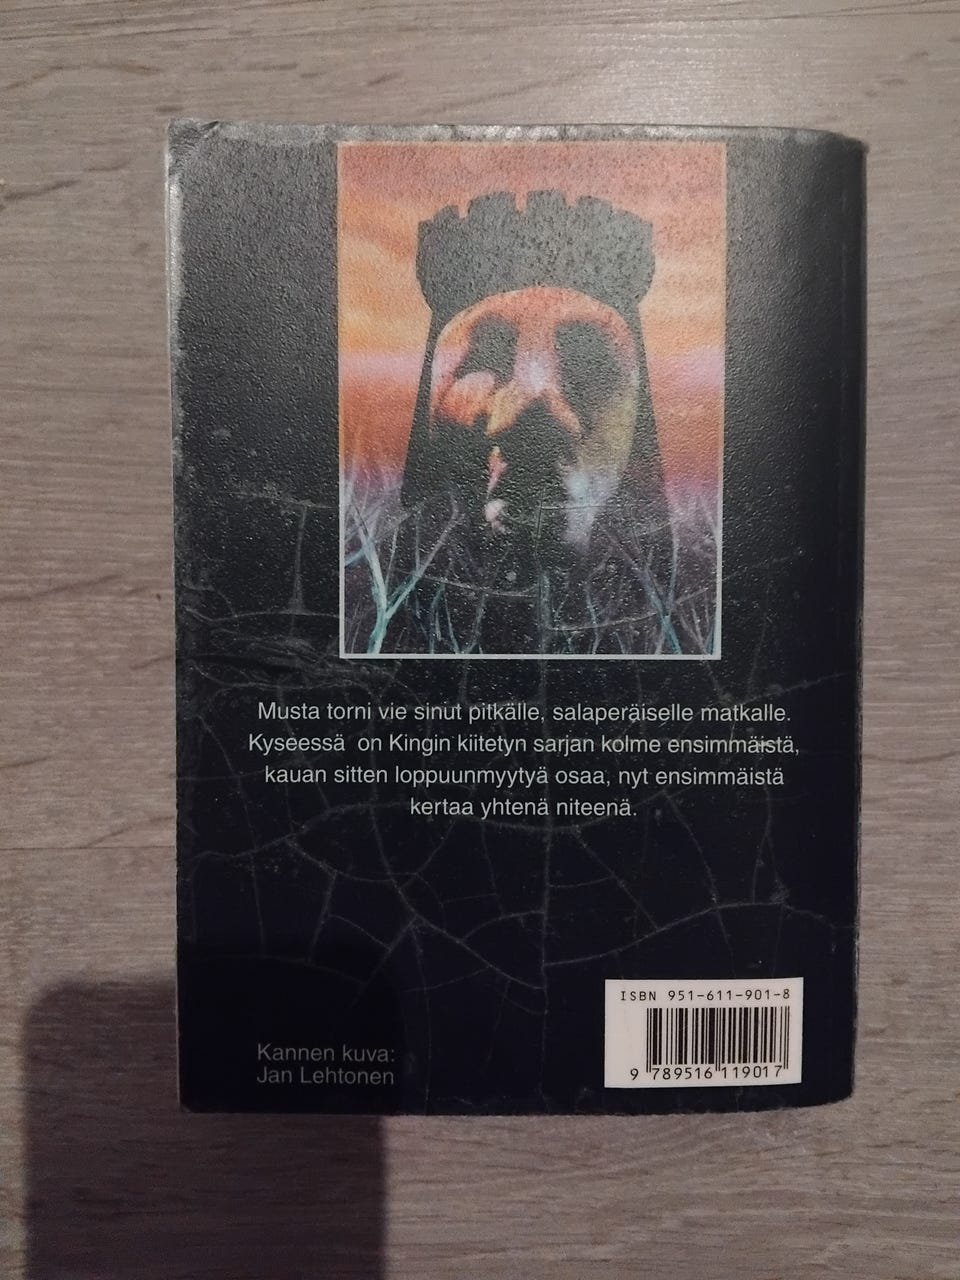 Musta torni vie sinut pitkälle, salaperäiselle matkalle.
Kyseessä on Kingin kiitetyn sarjan kolme ensimmäistä,
kauan sitten loppuunmyytyä osaa, nyt ensimmäistä
kertaa yhtenä niteenä.
Kannen kuva:
Jan Lehtonen
ISBN 951-611-901-8
9 789516 119017